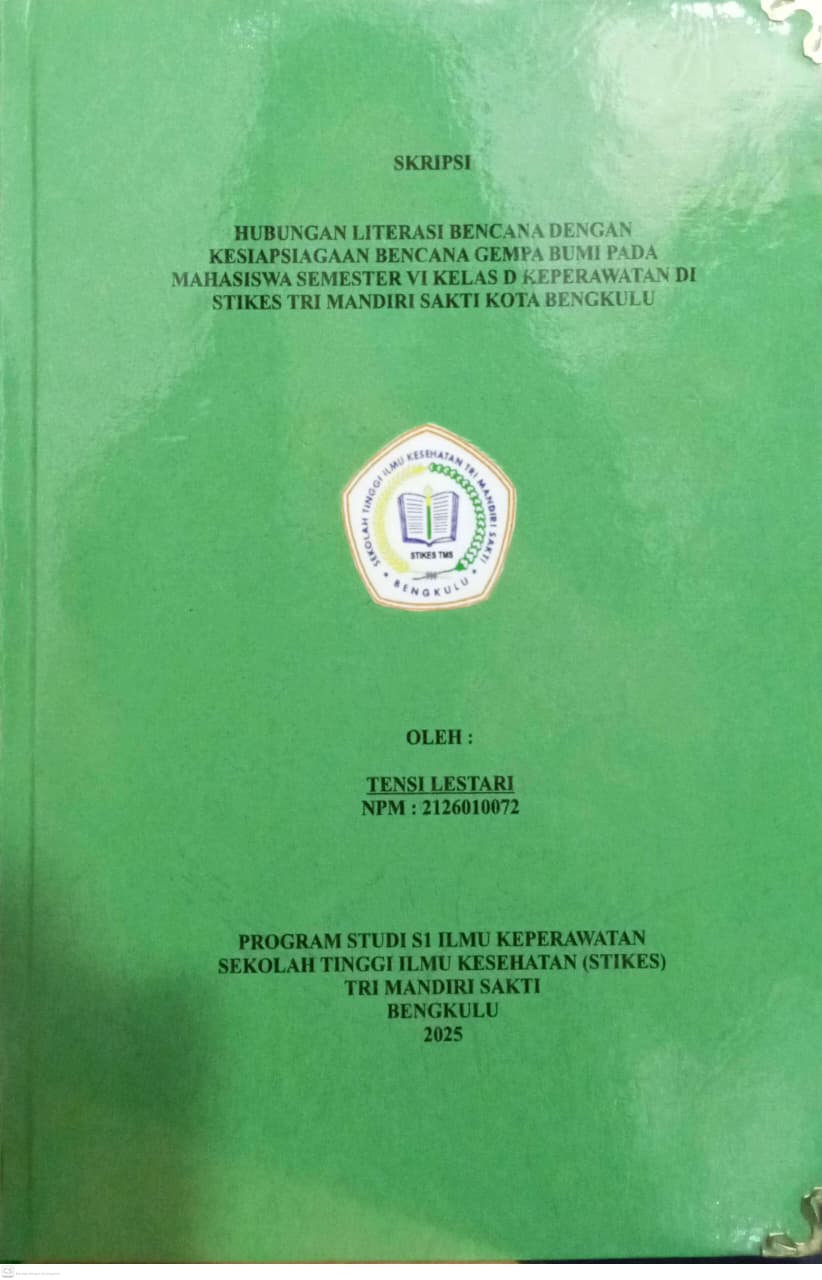 SKRIPSI
HUBUNGAN LITERASI BENCANA DENGAN
KESIAPSIAGAAN BENCANA GEMPA BUMI PADA
MAHASISWA SEMESTER VI KELAS D KEPERAWATAN DI
STIKES TRI MANDIRI SAKTI KOTA BENGKULU
SEKOLAH TINGGI ILMU KESEHATAN TRI MANDIRI SAKTI
STIKES TMS
BENGKULU
OLEH :
TENSI LESTARI
NPM : 2126010072
PROGRAM STUDI S1 ILMU KEPERAWATAN
SEKOLAH TINGGI ILMU KESEHATAN (STIKES)
TRI MANDIRI SAKTI
BENGKULU
2025
CS